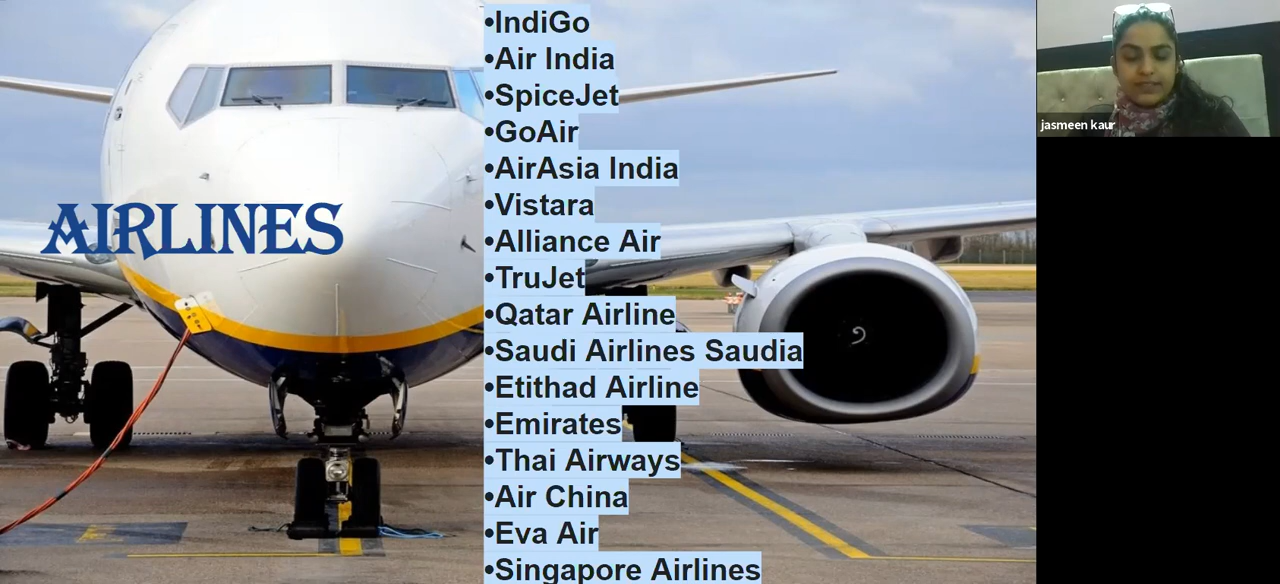 AIRLINES
•IndiGo
•Air India
•SpiceJet
•GoAir
•AirAsia India
•Vistara
•Alliance Air
•TruJet
•Qatar Airline
•Saudi Airlines Saudia
•Etithad Airline
•Emirates
•Thai Airways
•Air China
•Eva Air
•Singapore Airlines
jasmeen kaur